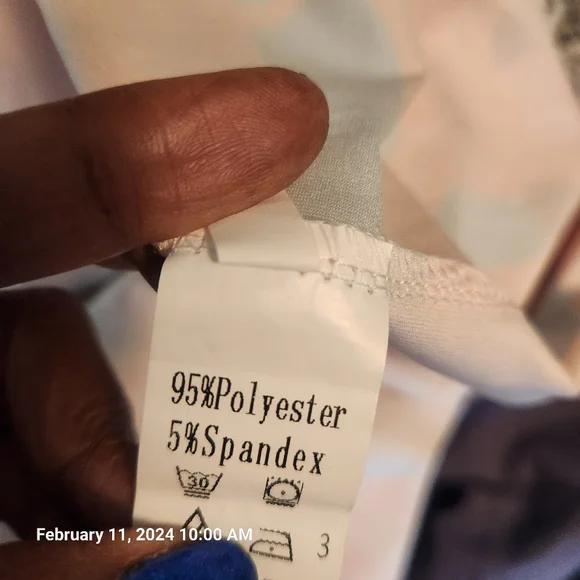 95%Polyester
5%Spandex
30
3
February 11, 2024 10:00 AM